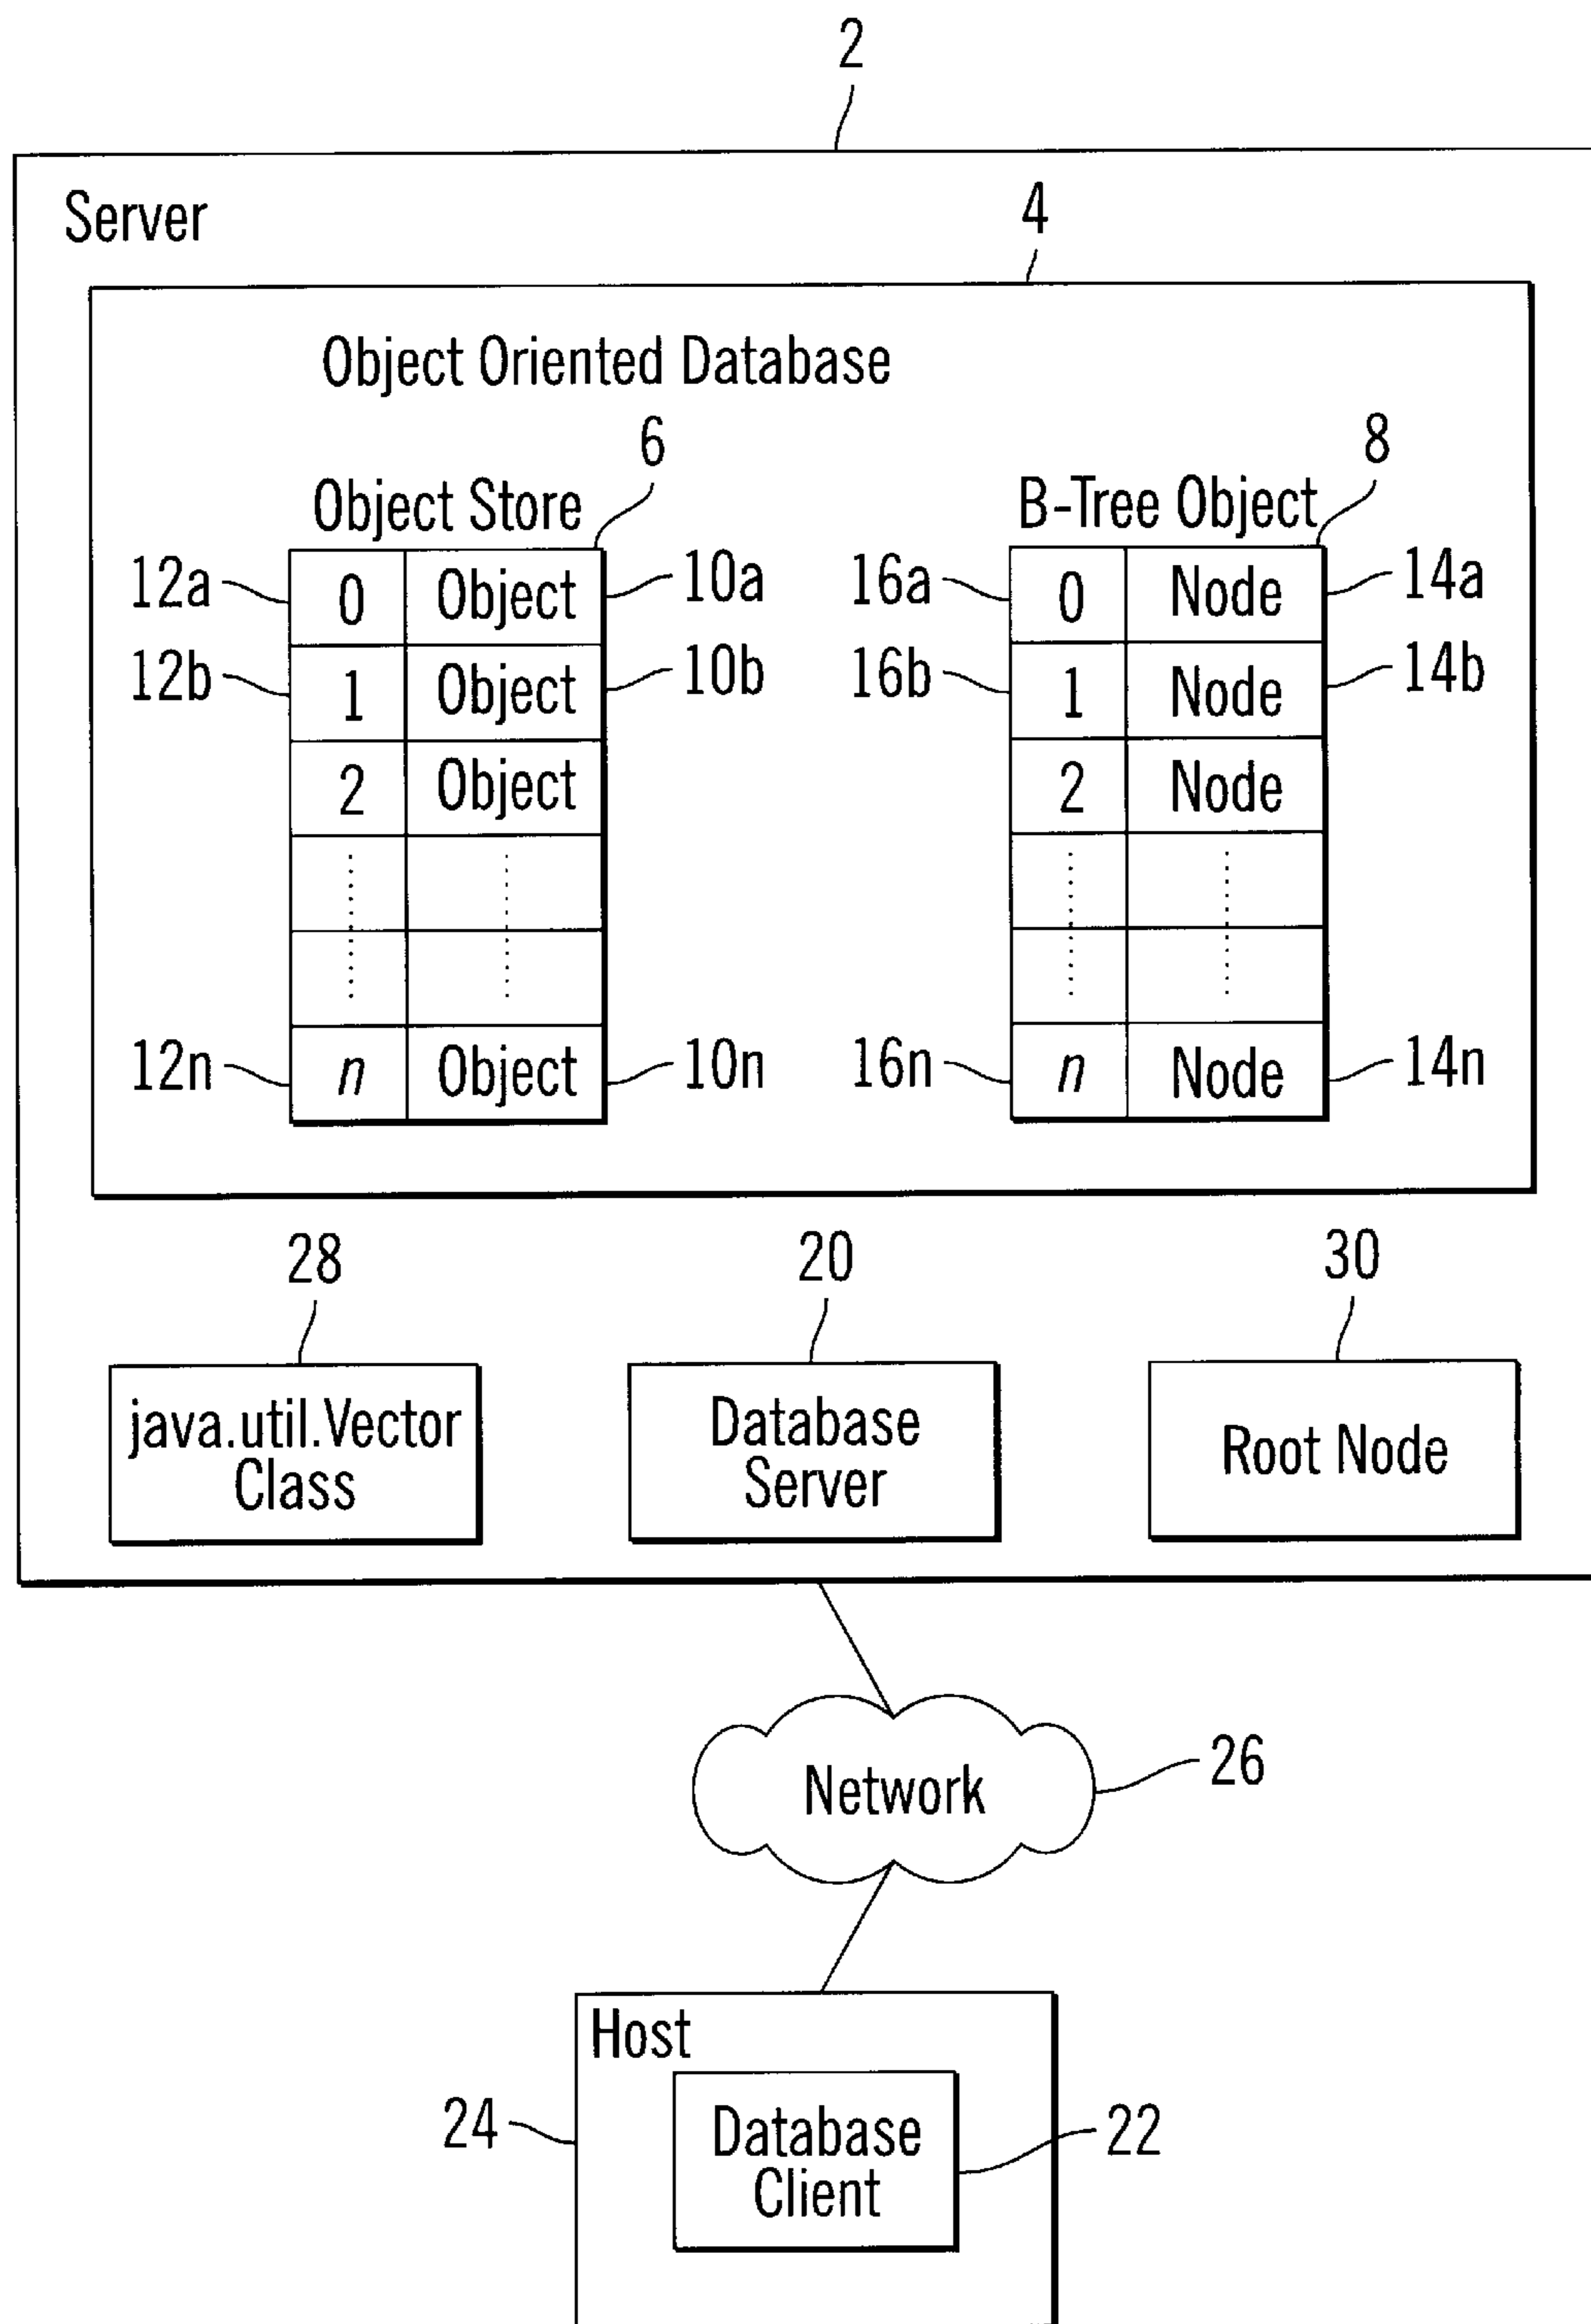 2
Server
4
Object Oriented Database
6
8
Object Store
B-Tree Object
12a
0
Object
10a
16a
0
Node
14a
12b
1
Object
10b
16b
1
Node
14b
2
Object
2
Node
12n
n
Object
10n
16n
n
Node
14n
28
20
30
java.util.Vector
Class
Database
Server
Root Node
Network
26
Host
24
Database
Client
22